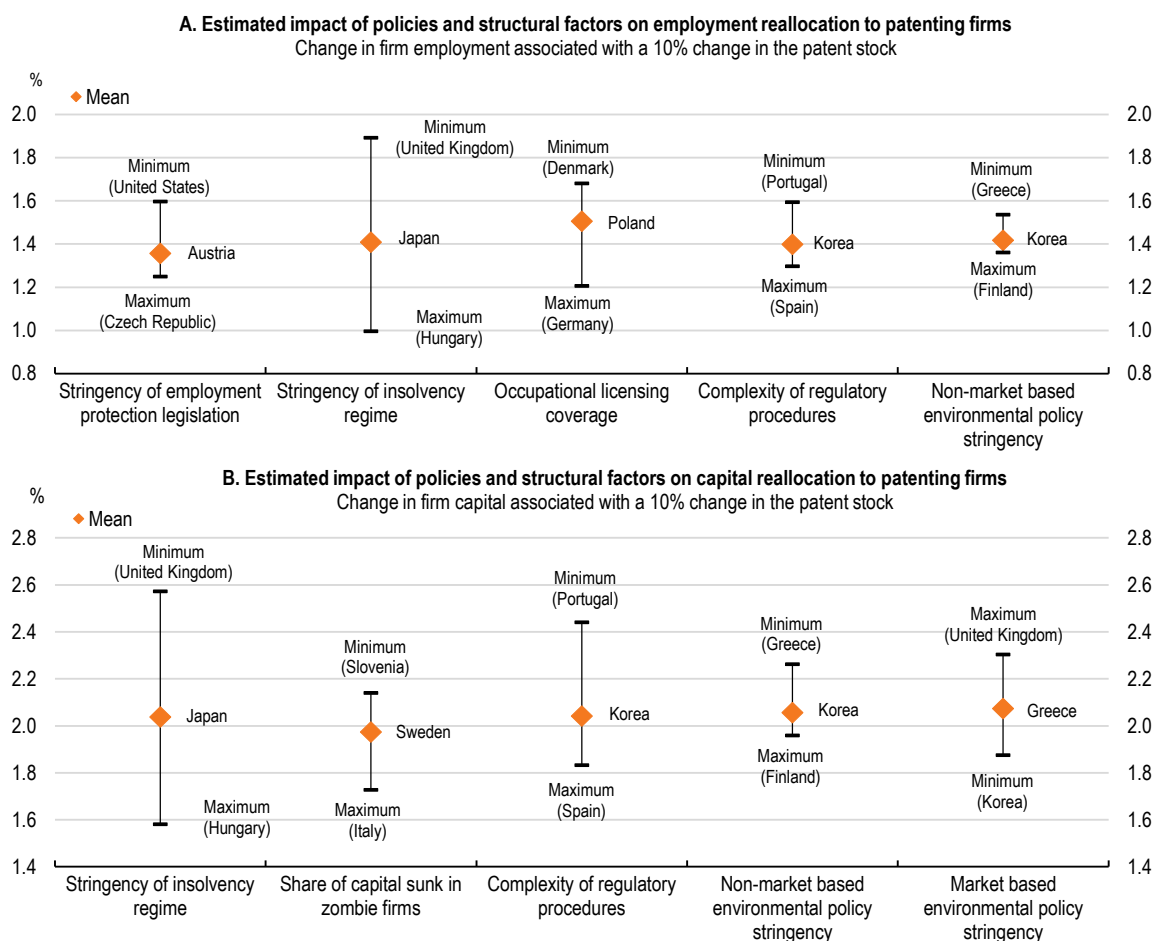 A. Estimated impact of policies and structural factors on employment reallocation to patenting firms
Change in firm employment associated with a 10% change in the patent stock
%
Mean
2.0
2.0
1.8
1.8
1.6
1.6
1.4
1.4
1.2
1.2
1.0
1.0
0.8
0.8
Minimum
(United States)
Austria
Maximum
(Czech Republic)
Minimum
(United Kingdom)
Japan
Maximum
(Hungary)
Minimum
(Denmark)
Poland
Maximum
(Germany)
Minimum
(Portugal)
Korea
Maximum
(Spain)
Minimum
(Greece)
Korea
Maximum
(Finland)
Stringency of employment
protection legislation
Stringency of insolvency
regime
Occupational licensing
coverage
Complexity of regulatory
procedures
Non-market based
environmental policy
stringency
B. Estimated impact of policies and structural factors on capital reallocation to patenting firms
Change in firm capital associated with a 10% change in the patent stock
%
Mean
2.8
2.8
2.6
2.6
2.4
2.4
2.2
2.2
2.0
2.0
1.8
1.8
1.6
1.6
1.4
1.4
Minimum
(United Kingdom)
Japan
Maximum
(Hungary)
Minimum
(Slovenia)
Sweden
Maximum
(Italy)
Minimum
(Portugal)
Korea
Maximum
(Spain)
Minimum
(Greece)
Korea
Maximum
(Finland)
Maximum
(United Kingdom)
Greece
Minimum
(Korea)
Stringency of insolvency
regime
Share of capital sunk in
zombie firms
Complexity of regulatory
procedures
Non-market based
environmental policy
stringency
Market based
environmental policy
stringency